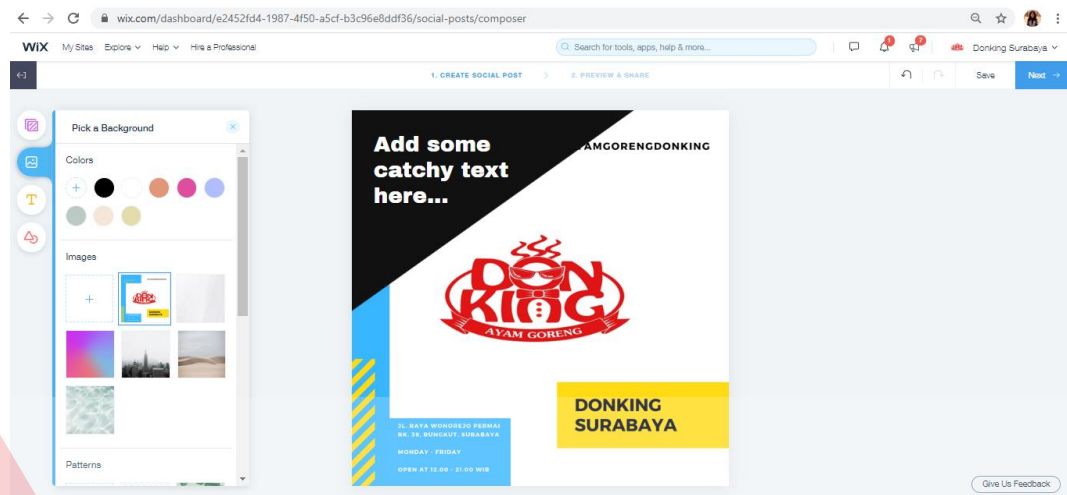 wix.com/dashboard/e2452fd4-1987-4f50-a5cf-b3c96e8ddf36/social-posts/composer
WiX My Sites Explore Help Hire a Professional
Search for tools, apps, help & more...
1 7
Donking Surabaya
1. CREATE SOCIAL POST > 2. PREVIEW & SHARE
Save Next →
Pick a Background
Colors
Images
Patterns
Add some
catchy text
here...
AMGORENGDONKING
DON
KING
AYAM GORENG
DONKING
SURABAYA
JL. RAYA WONOREJO PERMAI
RK. 39, RUNGKUT, SURABAYA
MONDAY - FRIDAY
OPEN AT 12.00 - 21.00 WIB
Give Us Feedback